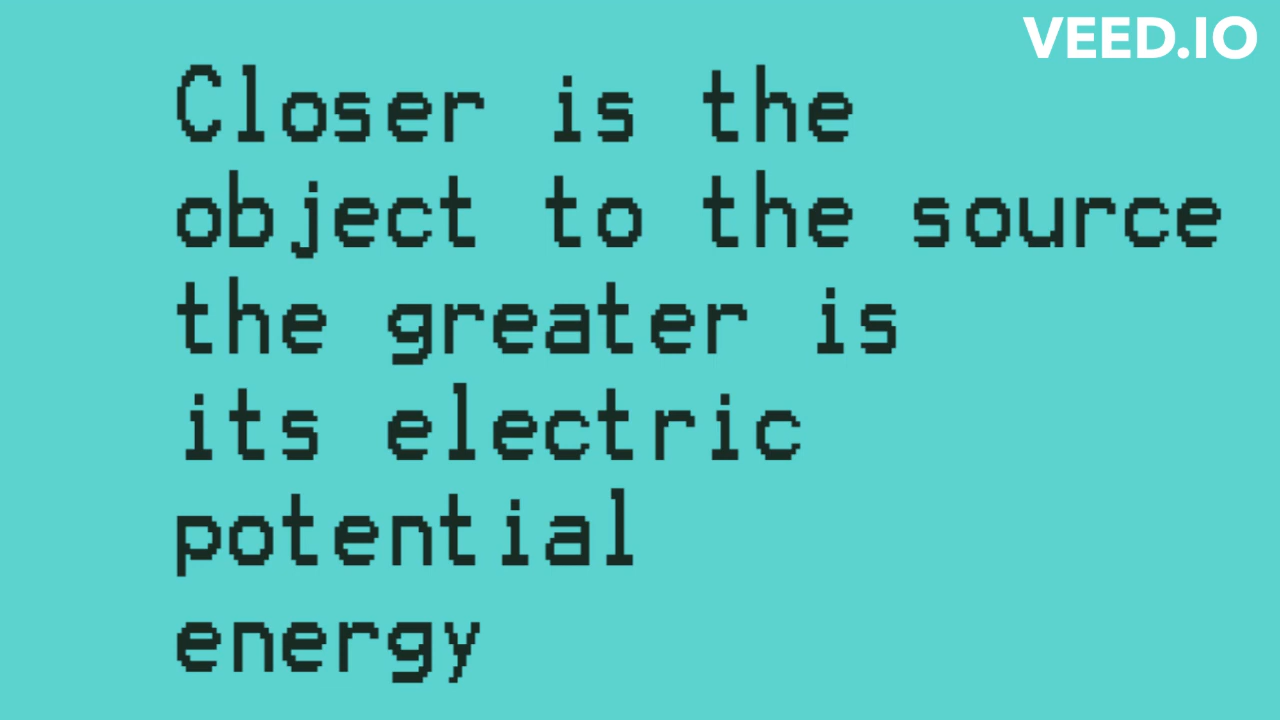 VEED.IO
Closer is the
object to the source
the greater is
its electric
potential
energy